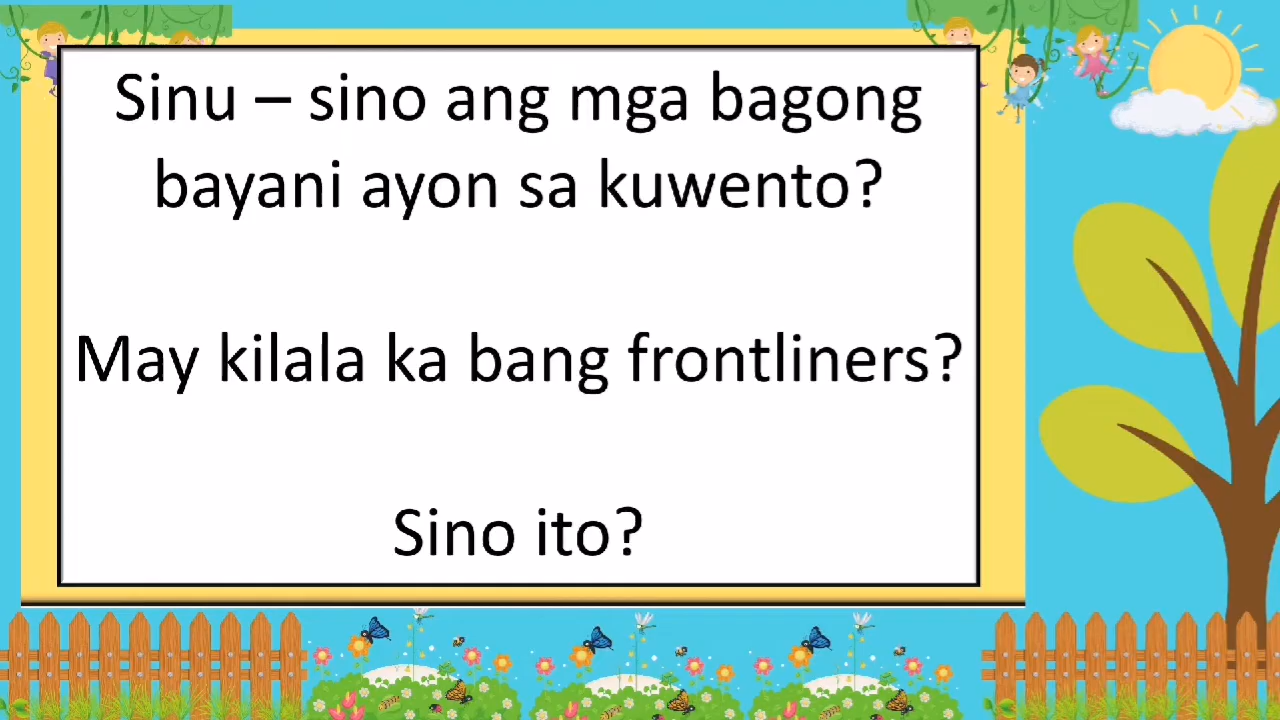 Sinu – sino ang mga bagong
bayani ayon sa kuwento?
May kilala ka bang frontliners?
Sino ito?